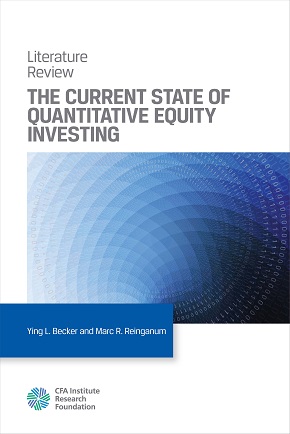 Literature
Review
THE CURRENT STATE OF
QUANTITATIVE EQUITY
INVESTING
Ying L. Becker and Marc R. Reinganum
CFA Institute
Research
Foundation